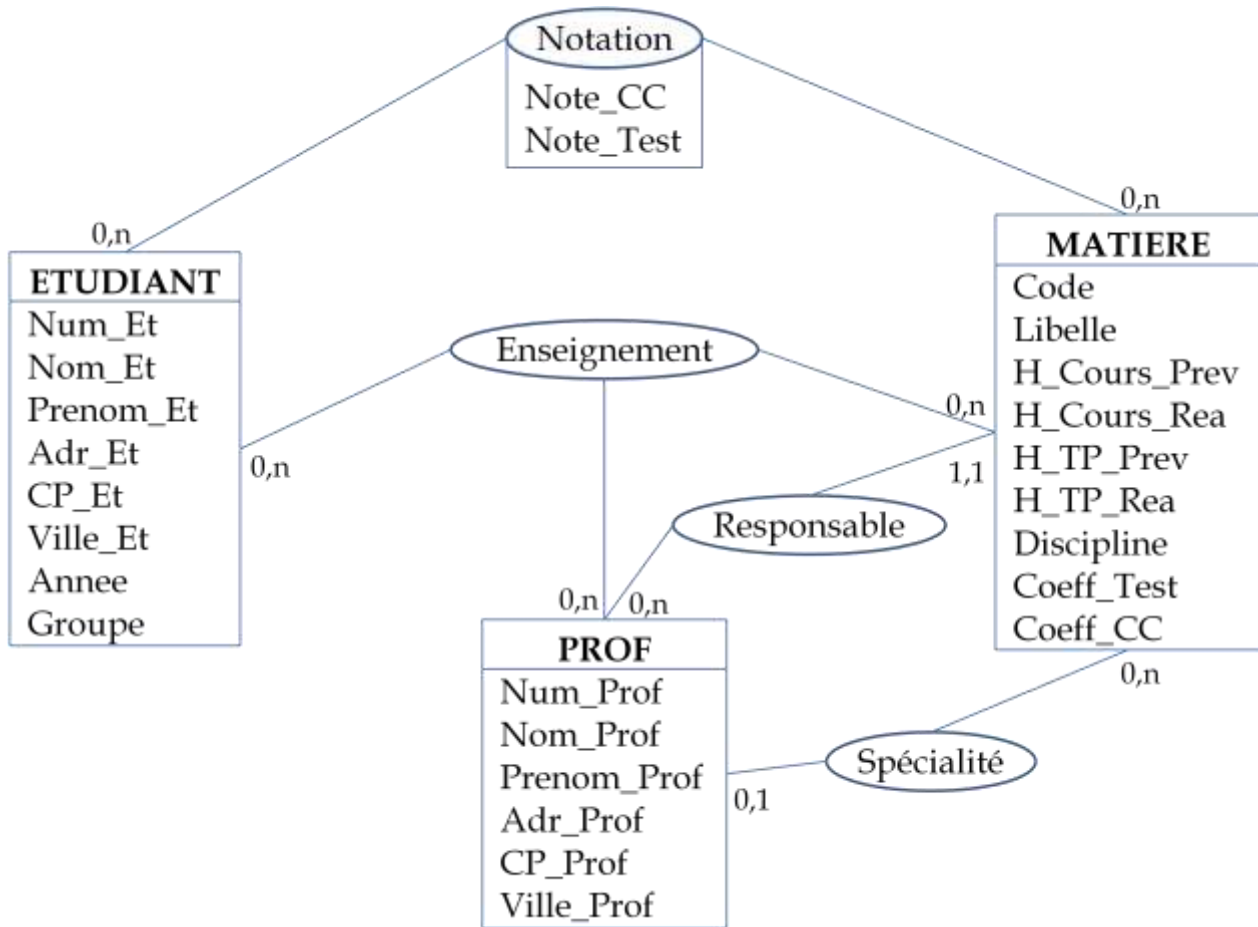 Notation
Note_CC
Note_Test
0,n
0,n
ETUDIANT
Num_Et
Nom_Et
Prenom_Et
Adr_Et
CP_Et
Ville_Et
Annee
Groupe
Enseignement
0,n
0,n
1,1
Responsable
0,n
0,n
MATIERE
Code
Libelle
H_Cours_Prev
H_Cours_Rea
H_TP_Prev
H_TP_Rea
Discipline
Coeff_Test
Coeff_CC
PROF
Num_Prof
Nom_Prof
Prenom_Prof
Adr_Prof
CP_Prof
Ville_Prof
0,n
Spécialité
0,1